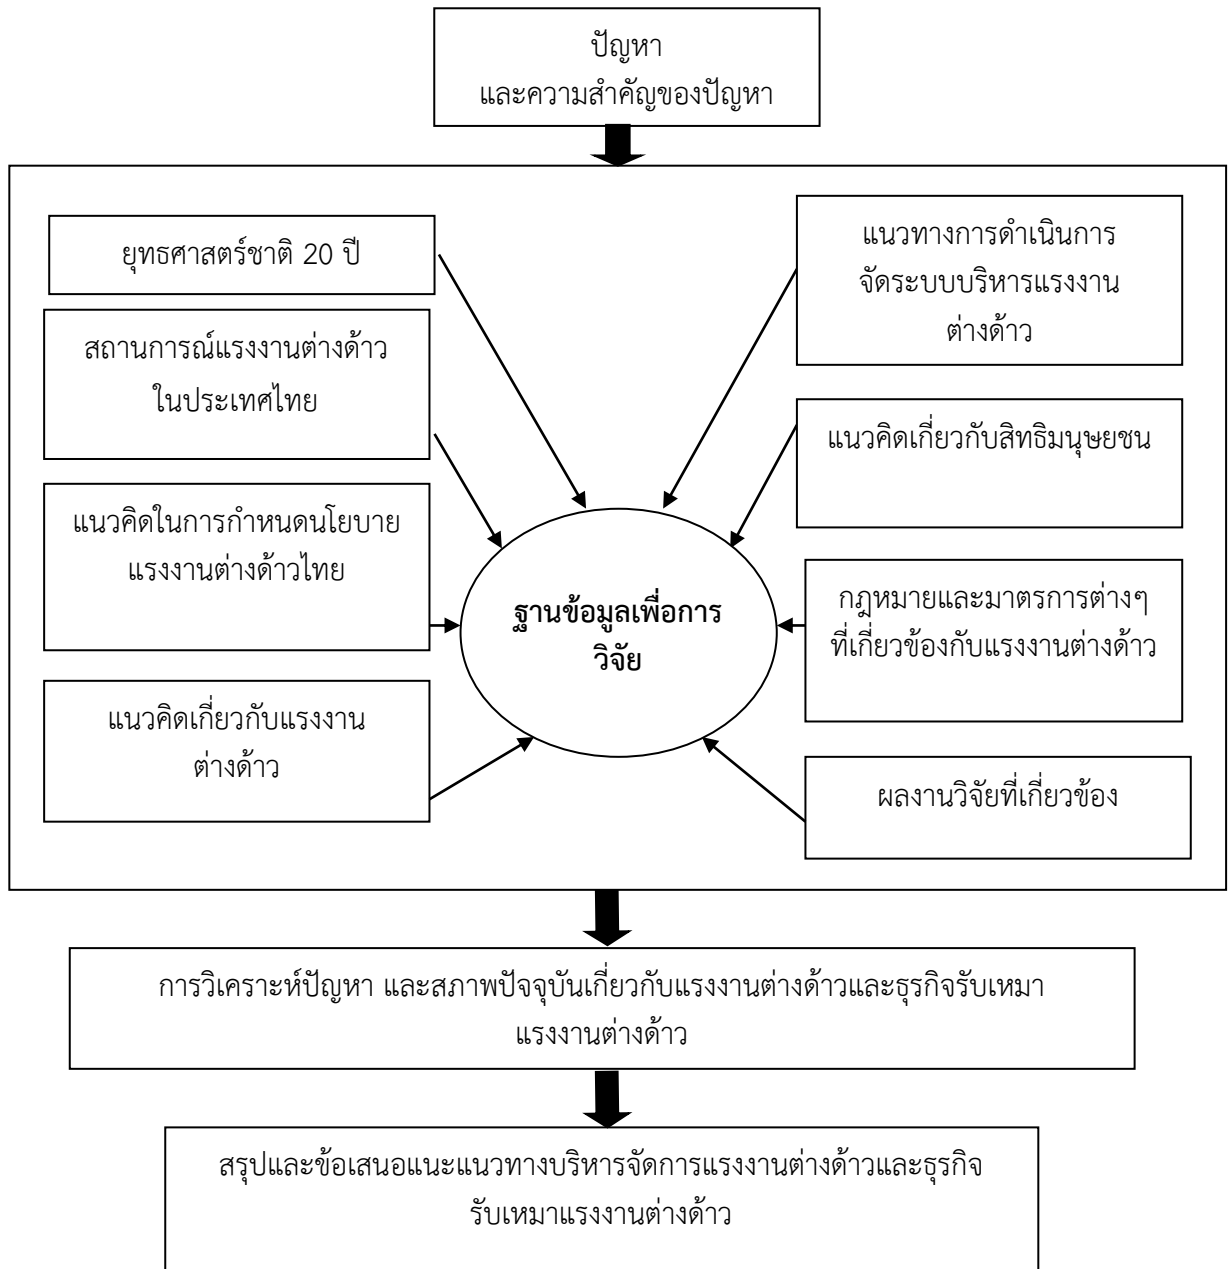 ปัญหา
และความสำคัญของปัญหา
ยุทธศาสตร์ชาติ 20 ปี
สถานการณ์แรงงานต่างด้าว
ในประเทศไทย
แนวคิดในการกำหนดนโยบาย
แรงงานต่างด้าวไทย
แนวคิดเกี่ยวกับแรงงาน
ต่างด้าว
ฐานข้อมูลเพื่อการ
วิจัย
แนวทางการดำเนินการ
จัดระบบบริหารแรงงาน
ต่างด้าว
แนวคิดเกี่ยวกับสิทธิมนุษยชน
กฎหมายและมาตรการต่างๆ
ที่เกี่ยวข้องกับแรงงานต่างด้าว
ผลงานวิจัยที่เกี่ยวข้อง
การวิเคราะห์ปัญหา และสภาพปัจจุบันเกี่ยวกับแรงงานต่างด้าวและธุรกิจรับเหมา
แรงงานต่างด้าว
สรุปและข้อเสนอแนะแนวทางบริหารจัดการแรงงานต่างด้าวและธุรกิจ
รับเหมาแรงงานต่างด้าว